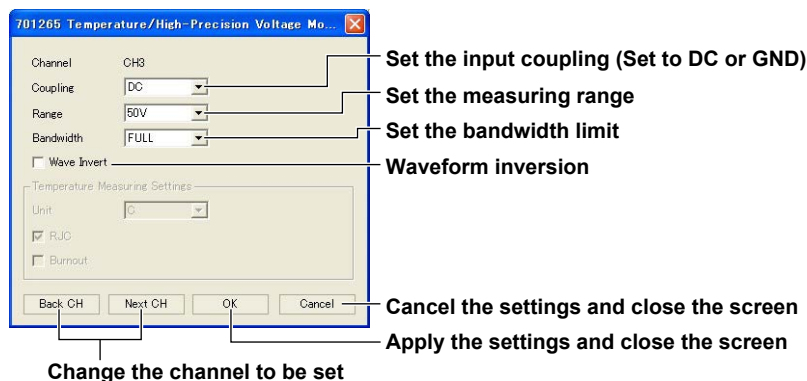 701265 Temperature/High-Precision Voltage Mo...
Channel CH3
Coupling DC
Range 50V
Bandwidth FULL
Wave Invert
Temperature Measuring Settings
Unit C
RJC
Burnout
Back CH Next CH OK Cancel
Set the input coupling (Set to DC or GND)
Set the measuring range
Set the bandwidth limit
Waveform inversion
Cancel the settings and close the screen
Apply the settings and close the screen
Change the channel to be set